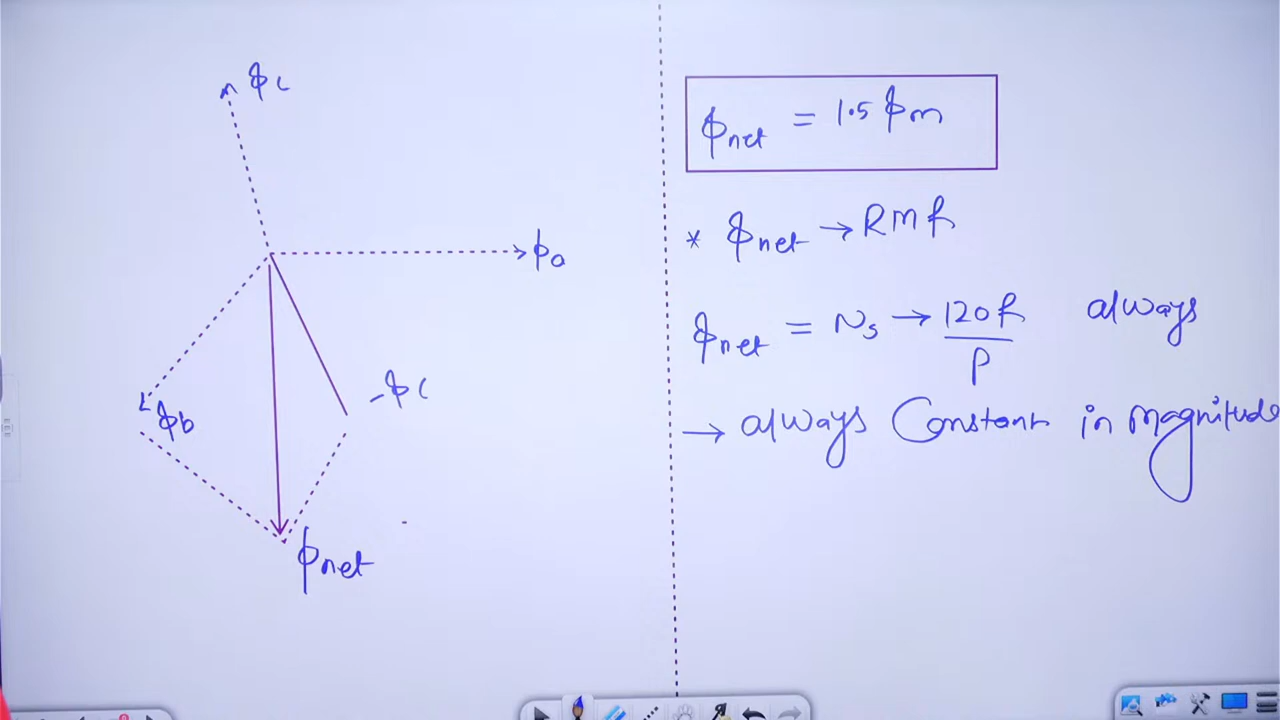 ϕc
ϕa
-ϕc
ϕb
ϕnet
ϕnet = 1.5 ϕm
* ϕnet → RMf
ϕnet = Ns → 120f/P always
→ always Constant in magnitude